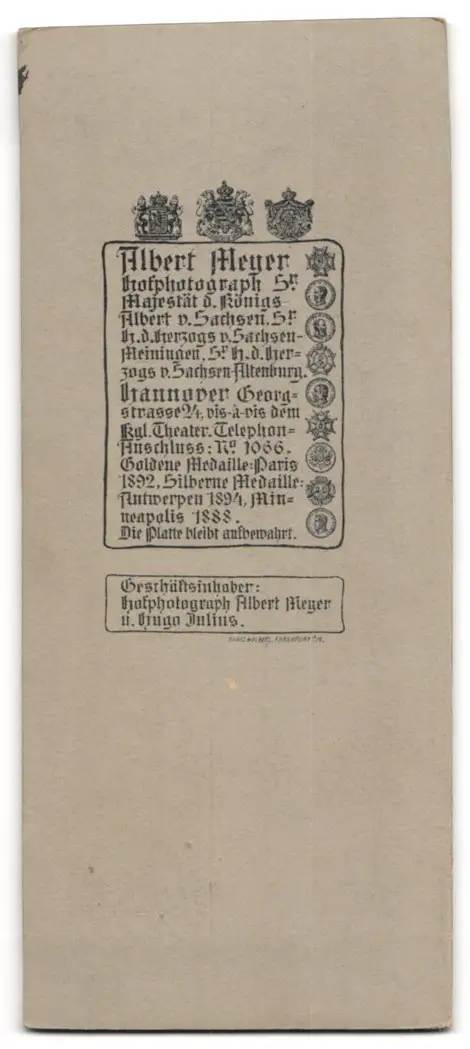 Albert Meyer
Hofphotograph Sr.
Majestät d. Königs
Albert v. Sachsen, Sr.
H. d. Herzogs v. Sachsen-
Meiningen, Sr. H. d. Her-
zogs v. Sachsen-Altenburg.
Hannover Georg-
strasse 24, vis-à-vis dem
Kgl. Theater. Telephon-
Anschluss: No 1066.
Goldene Medaille: Paris
1892, Silberne Medaille:
Antwerpen 1894, Min-
neapolis 1888.
Die Platte bleibt aufbewahrt.
Geschäftsinhaber:
Hofphotograph Albert Meyer
u. Hugo Julius.